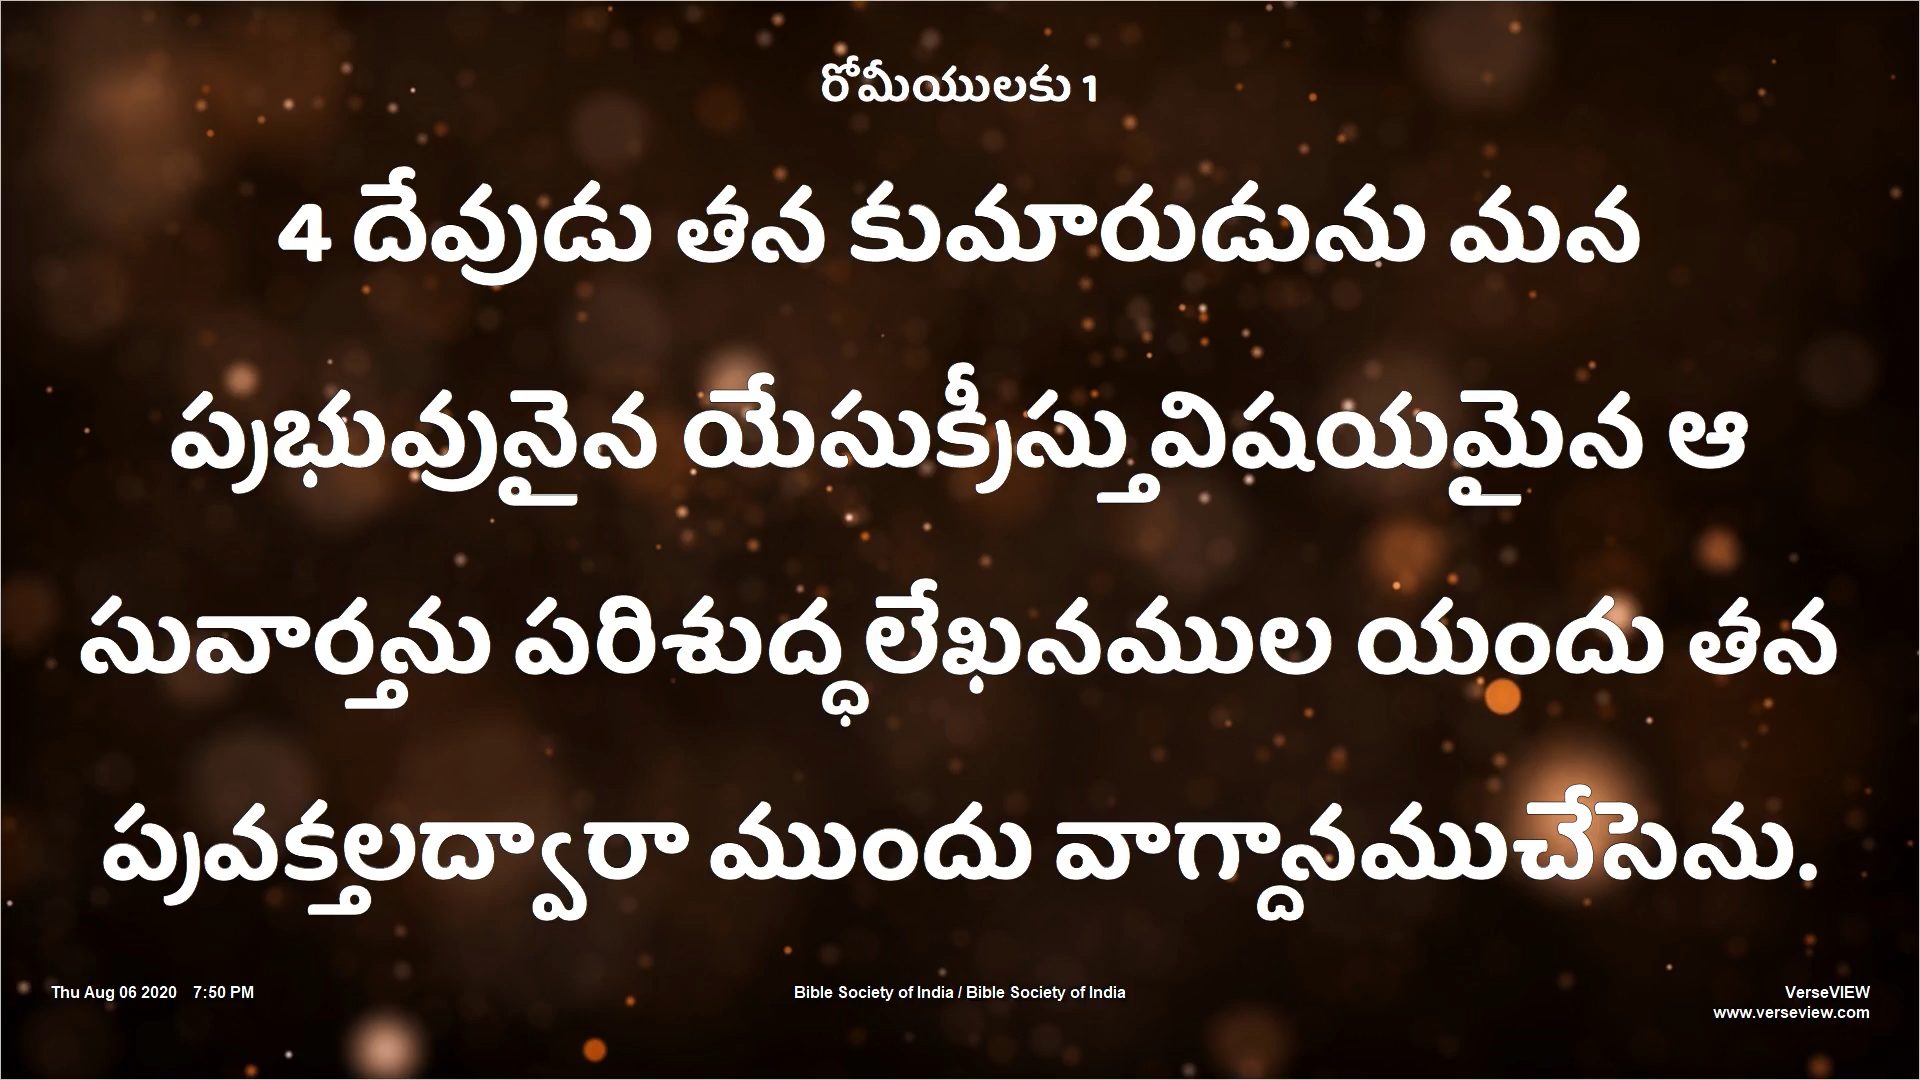 రోమీయులకు 1
4 దేవుడు తన కుమారుడును మన
ప్రభువునైన యేసుక్రీస్తువిషయమైన ఆ
సువార్తను పరిశుద్ధ లేఖనముల యందు తన
ప్రవక్తలద్వారా ముందు వాగ్దానముచేసెను.
Thu Aug 06 2020 7:50 PM
Bible Society of India / Bible Society of India
VerseVIEW
www.verseview.com